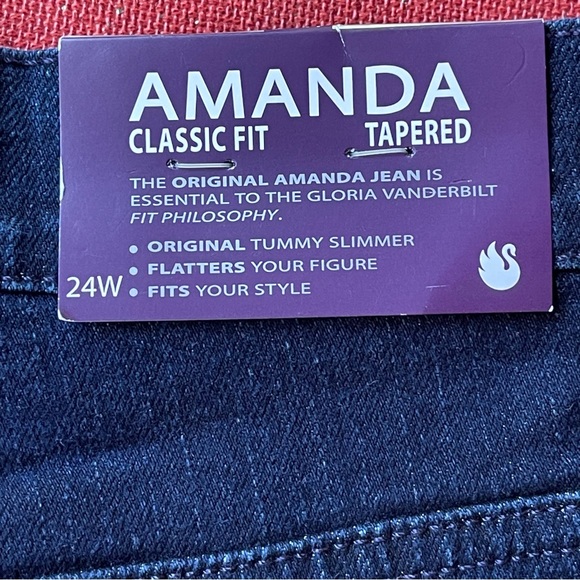 AMANDA
CLASSIC FIT TAPERED
THE ORIGINAL AMANDA JEAN IS
ESSENTIAL TO THE GLORIA VANDERBILT
FIT PHILOSOPHY.
• ORIGINAL TUMMY SLIMMER
• FLATTERS YOUR FIGURE
24W • FITS YOUR STYLE